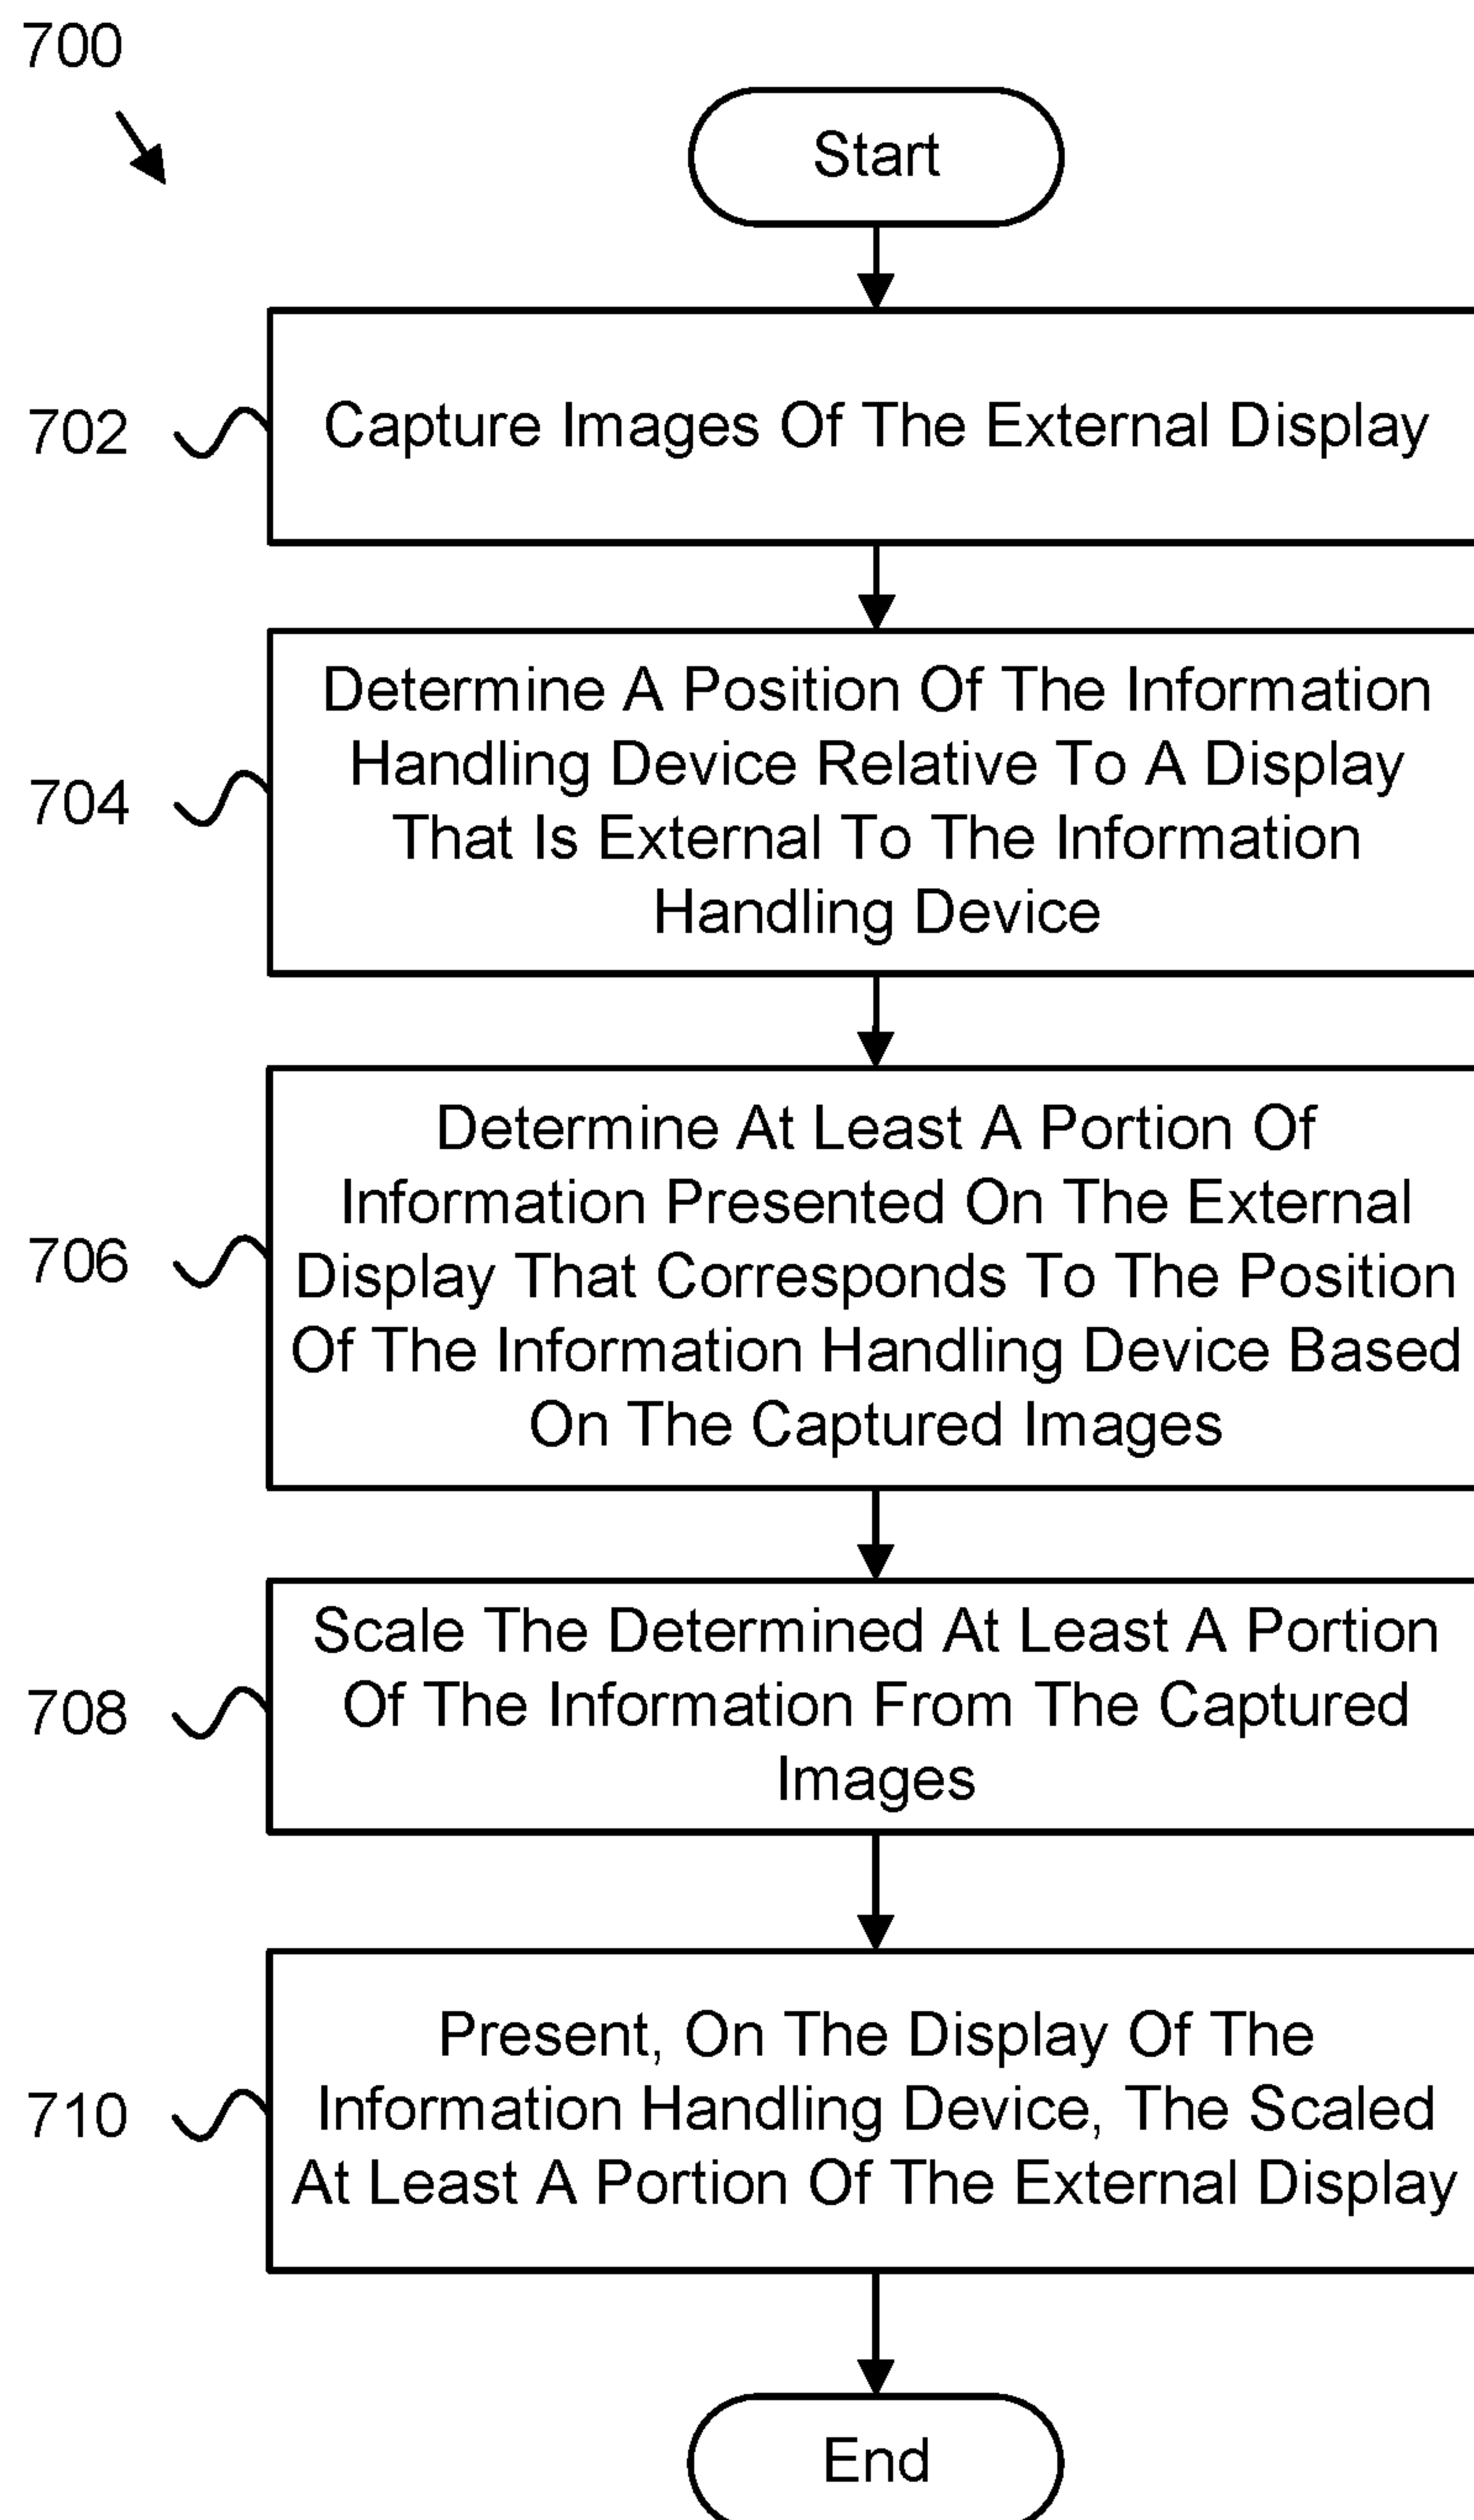 700
Start
702
Capture Images Of The External Display
704
Determine A Position Of The Information
Handling Device Relative To A Display
That Is External To The Information
Handling Device
706
Determine At Least A Portion Of
Information Presented On The External
Display That Corresponds To The Position
Of The Information Handling Device Based
On The Captured Images
708
Scale The Determined At Least A Portion
Of The Information From The Captured
Images
710
Present, On The Display Of The
Information Handling Device, The Scaled
At Least A Portion Of The External Display
End